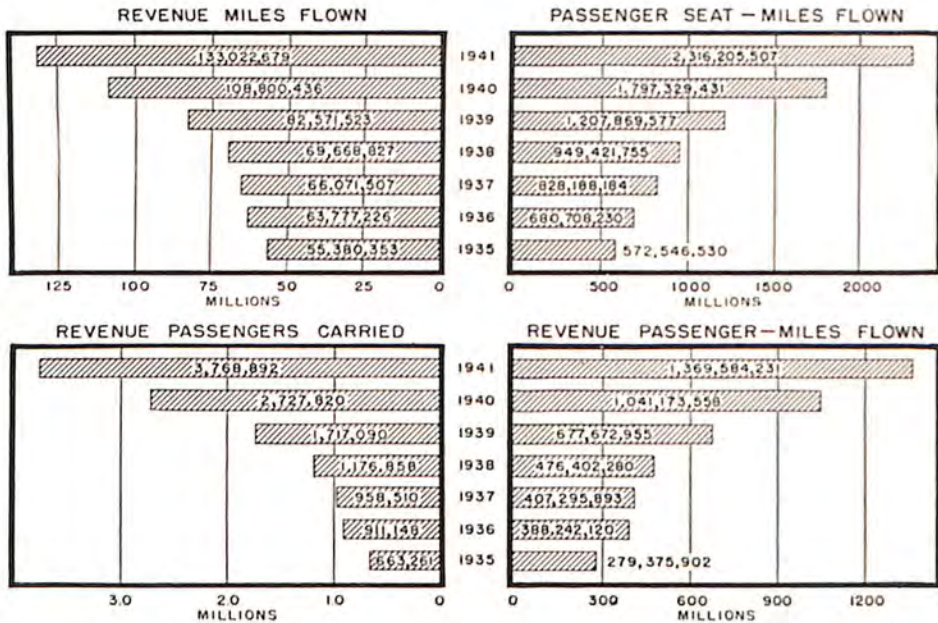 REVENUE MILES FLOWN
PASSENGER SEAT — MILES FLOWN
133,022,679 1941 2,316,205,507
108,800,436 1940 1,797,329,431
82,571,523 1939 1,207,869,577
69,668,827 1938 949,421,755
66,071,507 1937 828,188,184
63,777,226 1936 680,708,230
55,380,353 1935 572,546,530
125 100 75 50 25 0
0 500 1000 1500 2000
MILLIONS
MILLIONS
REVENUE PASSENGERS CARRIED
REVENUE PASSENGER—MILES FLOWN
3,768,892 1941 1,369,584,231
2,727,820 1940 1,041,173,558
1,717,090 1939 677,672,955
1,176,858 1938 476,402,280
958,510 1937 407,295,893
911,148 1936 388,242,120
663,261 1935 279,375,902
3.0 2.0 1.0 0
0 300 600 900 1200
MILLIONS
MILLIONS